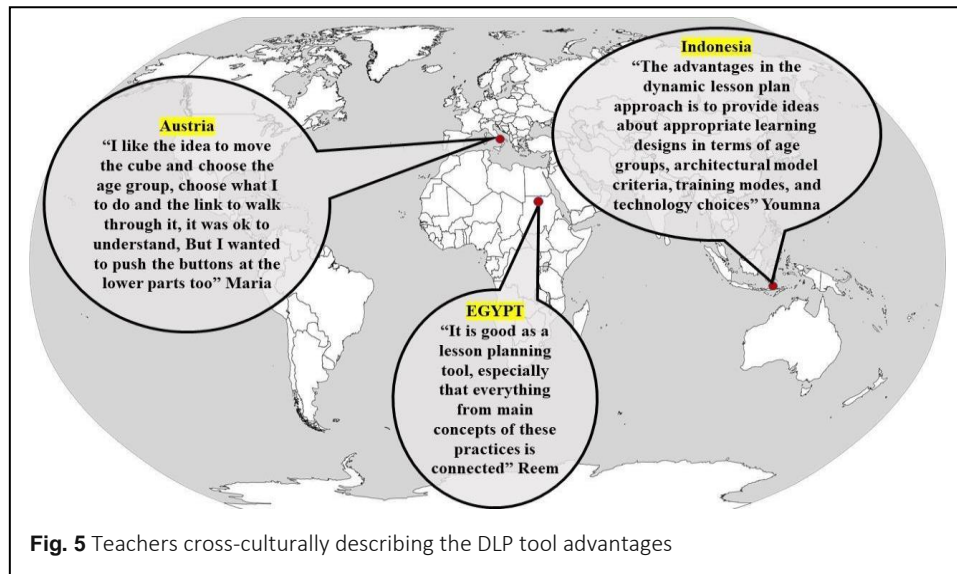 Austria
“I like the idea to move
the cube and choose the
age group, choose what I
to do and the link to walk
through it, it was ok to
understand, But I wanted
to push the buttons at the
lower parts too” Maria
Indonesia
“The advantages in the
dynamic lesson plan
approach is to provide ideas
about appropriate learning
designs in terms of age
groups, architectural model
criteria, training modes, and
technology choices” Youmna
EGYPT
“It is good as a
lesson planning
tool, especially
that everything
from main
concepts of these
practices is
connected” Reem
Fig. 5 Teachers cross-culturally describing the DLP tool advantages